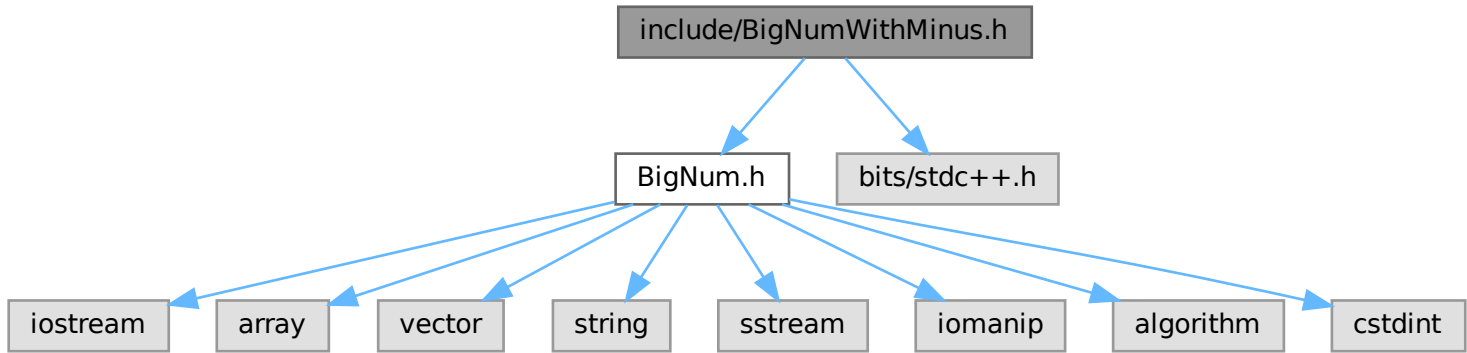 include/BigNumWithMinus.h
BigNum.h
bits/stdc++.h
iostream
array
vector
string
sstream
iomanip
algorithm
cstdint